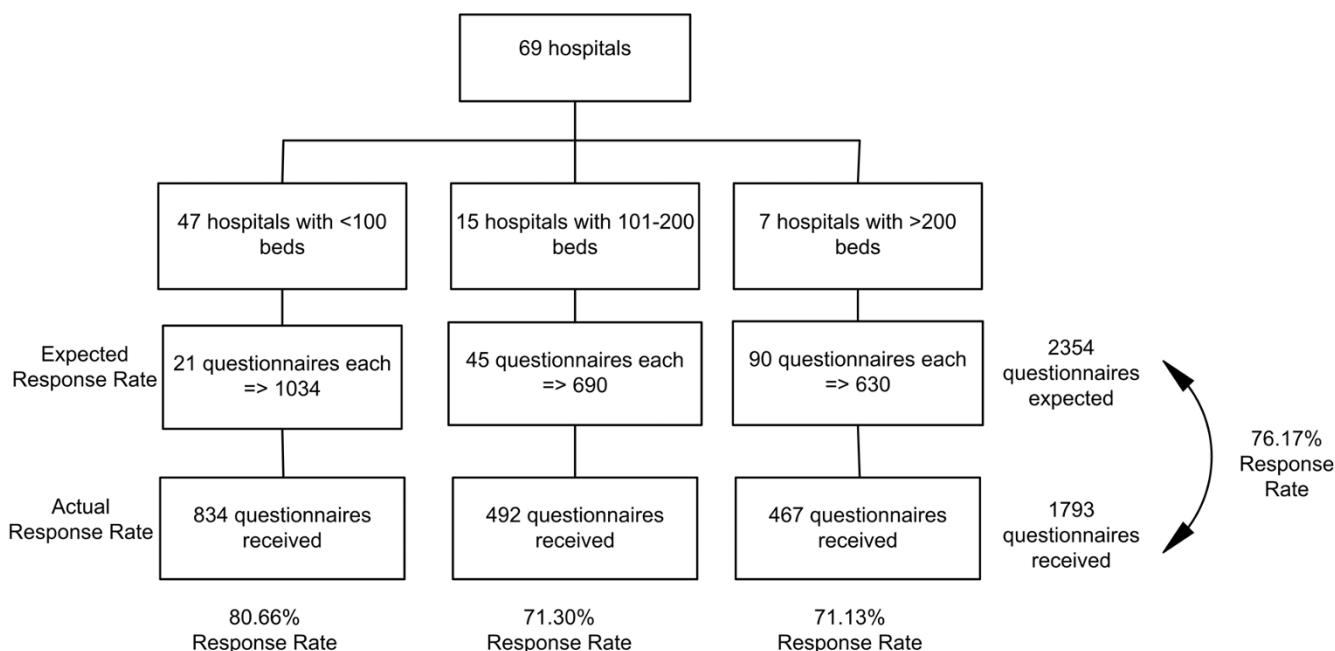 69 hospitals
47 hospitals with <100
beds
15 hospitals with 101-200
beds
7 hospitals with >200
beds
Expected
Response Rate
21 questionnaires each
=> 1034
45 questionnaires each
=> 690
90 questionnaires each
=> 630
2354
questionnaires
expected
76.17%
Response
Rate
Actual
Response Rate
834 questionnaires
received
492 questionnaires
received
467 questionnaires
received
1793
questionnaires
received
80.66%
Response Rate
71.30%
Response Rate
71.13%
Response Rate